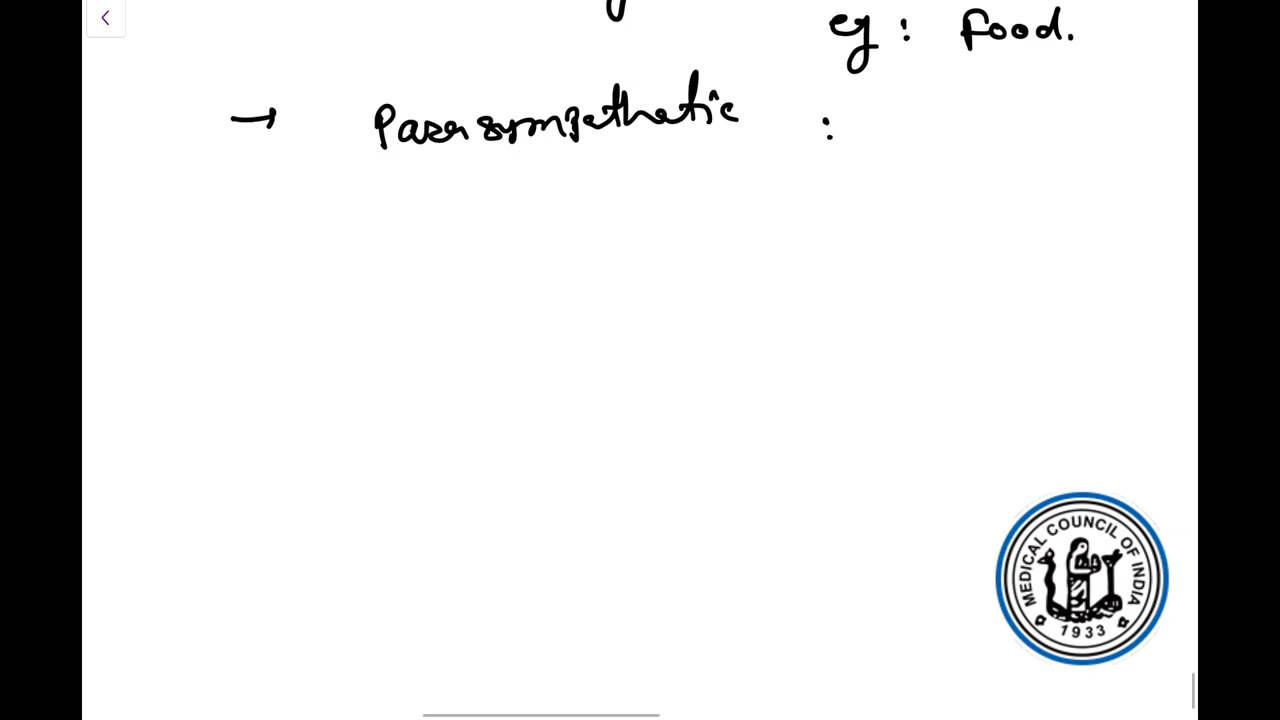 eg : Food.
→ Parasympathetic :
MEDICAL COUNCIL OF INDIA
1933